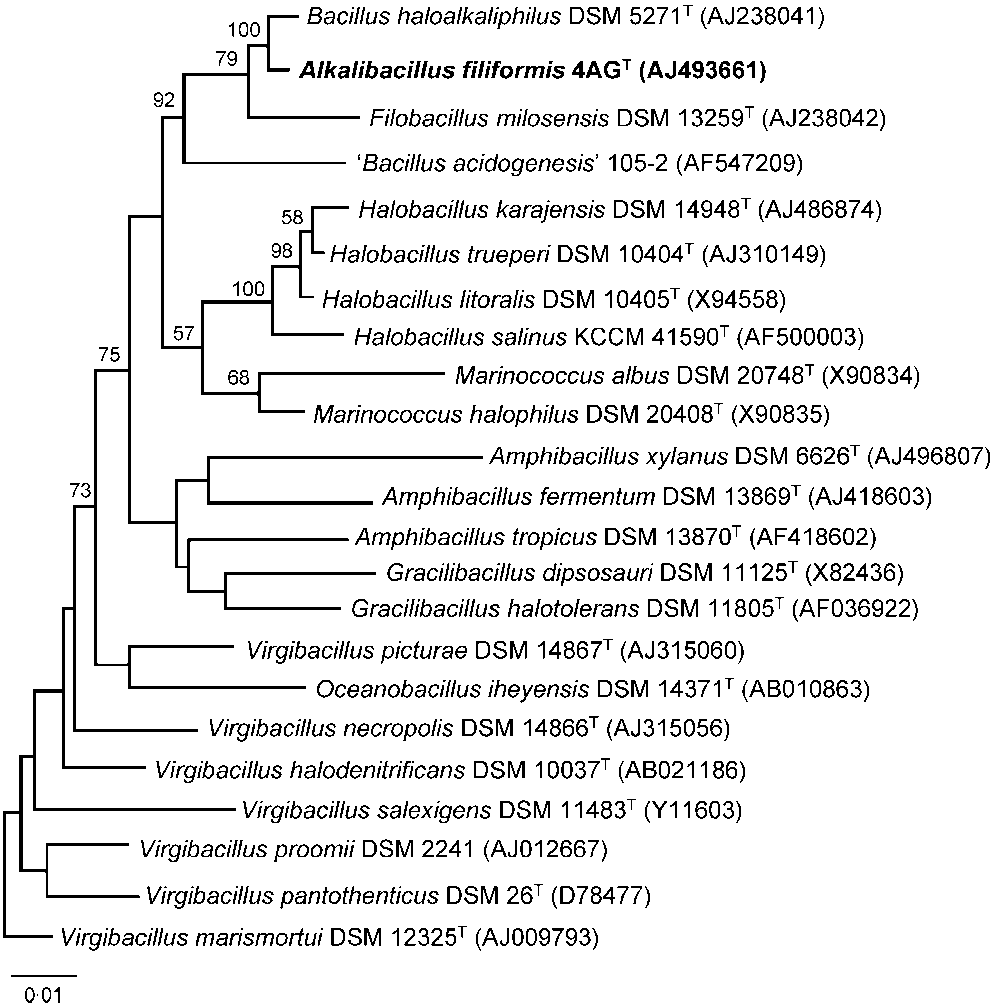 Bacillus haloalkaliphilus DSM 5271ᵀ (AJ238041)
100
79
Alkalibacillus filiformis 4AGᵀ (AJ493661)
92
Filobacillus milosensis DSM 13259ᵀ (AJ238042)
‘Bacillus acidogenesis’ 105-2 (AF547209)
58
Halobacillus karajensis DSM 14948ᵀ (AJ486874)
98
Halobacillus trueperi DSM 10404ᵀ (AJ310149)
100
Halobacillus litoralis DSM 10405ᵀ (X94558)
57
Halobacillus salinus KCCM 41590ᵀ (AF500003)
75
68
Marinococcus albus DSM 20748ᵀ (X90834)
Marinococcus halophilus DSM 20408ᵀ (X90835)
Amphibacillus xylanus DSM 6626ᵀ (AJ496807)
73
Amphibacillus fermentum DSM 13869ᵀ (AJ418603)
Amphibacillus tropicus DSM 13870ᵀ (AF418602)
Gracilibacillus dipsosauri DSM 11125ᵀ (X82436)
Gracilibacillus halotolerans DSM 11805ᵀ (AF036922)
Virgibacillus picturae DSM 14867ᵀ (AJ315060)
Oceanobacillus iheyensis DSM 14371ᵀ (AB010863)
Virgibacillus necropolis DSM 14866ᵀ (AJ315056)
Virgibacillus halodenitrificans DSM 10037ᵀ (AB021186)
Virgibacillus salexigens DSM 11483ᵀ (Y11603)
Virgibacillus proomii DSM 2241 (AJ012667)
Virgibacillus pantothenticus DSM 26ᵀ (D78477)
Virgibacillus marismortui DSM 12325ᵀ (AJ009793)
0·01